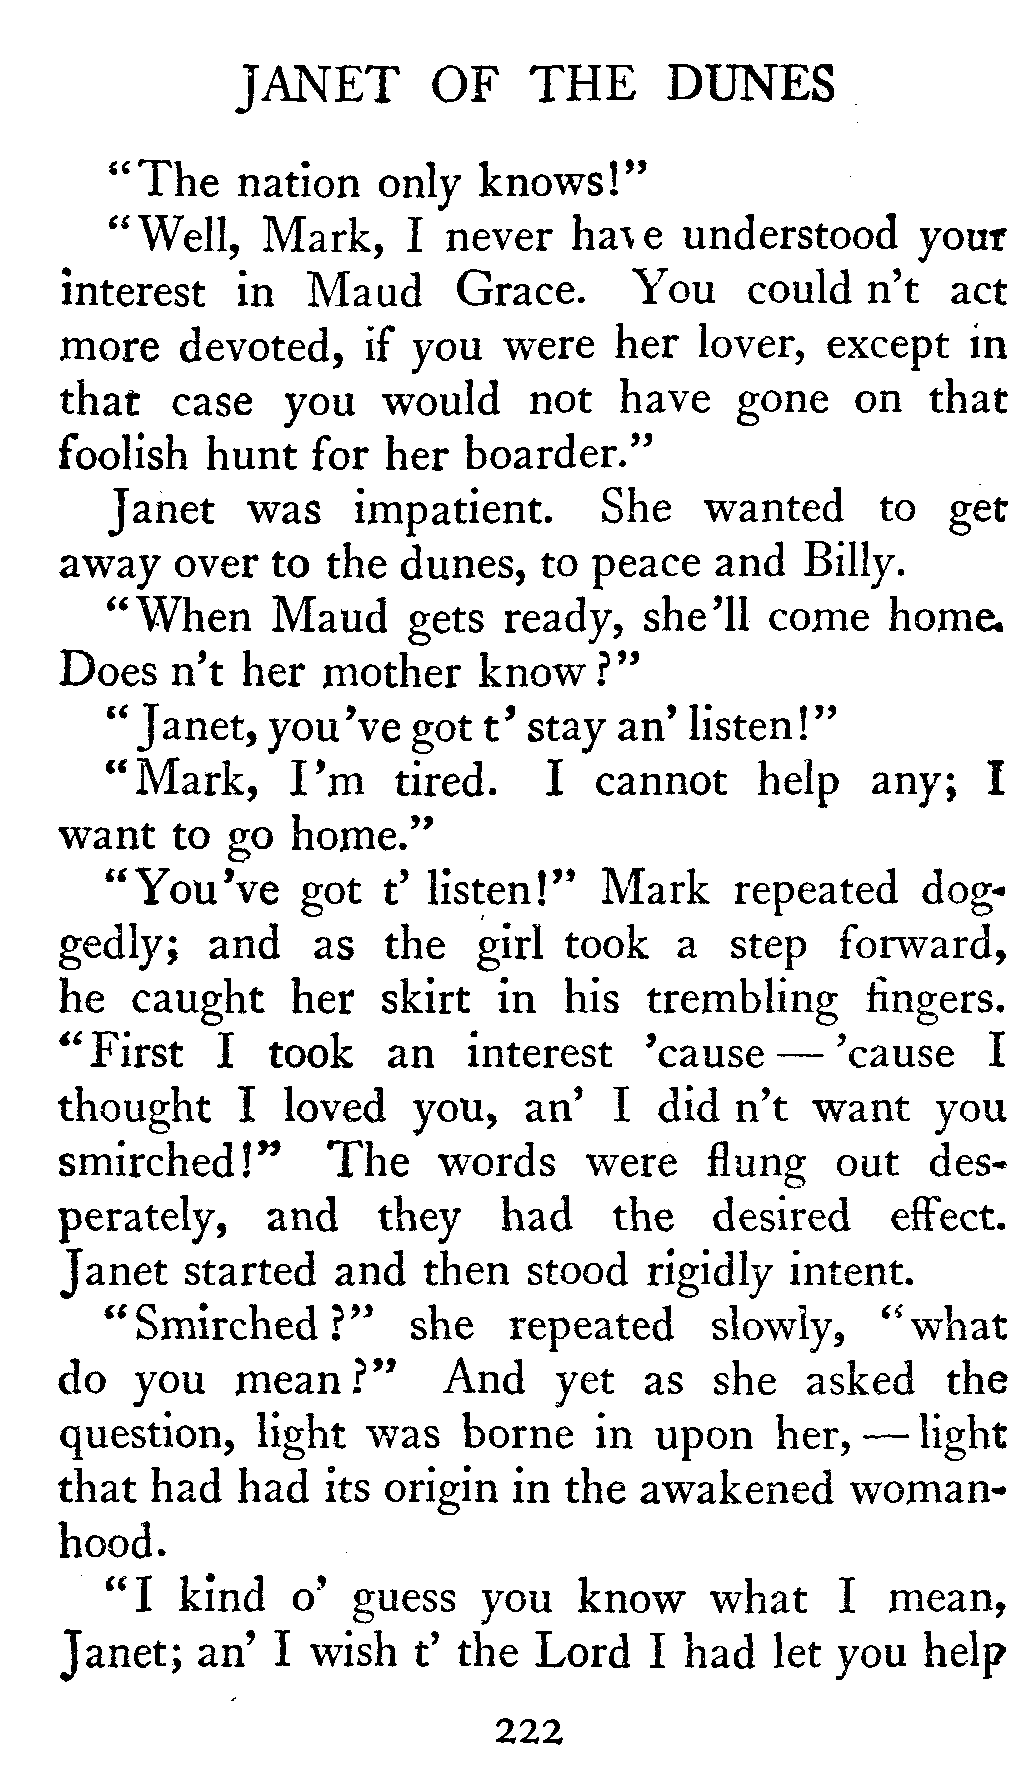 JANET OF THE DUNES
"The nation only knows!"
"Well, Mark, I never have understood your
interest in Maud Grace. You could n't act
more devoted, if you were her lover, except in
that case you would not have gone on that
foolish hunt for her boarder."
Janet was impatient. She wanted to get
away over to the dunes, to peace and Billy.
"When Maud gets ready, she'll come home.
Does n't her mother know?"
"Janet, you've got t' stay an' listen!"
"Mark, I'm tired. I cannot help any; I
want to go home."
"You've got t' listen!" Mark repeated dog-
gedly; and as the girl took a step forward,
he caught her skirt in his trembling fingers.
"First I took an interest 'cause — 'cause I
thought I loved you, an' I did n't want you
smirched!" The words were flung out des-
perately, and they had the desired effect.
Janet started and then stood rigidly intent.
"Smirched?" she repeated slowly, "what
do you mean?" And yet as she asked the
question, light was borne in upon her, — light
that had had its origin in the awakened woman-
hood.
"I kind o' guess you know what I mean,
Janet; an' I wish t' the Lord I had let you help
222